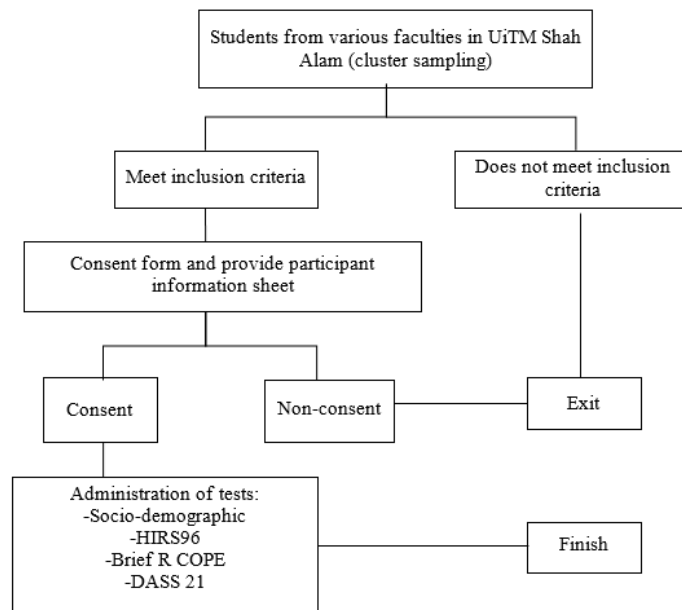 Students from various faculties in UiTM Shah
Alam (cluster sampling)
Meet inclusion criteria
Does not meet inclusion
criteria
Consent form and provide participant
information sheet
Consent
Non-consent
Exit
Administration of tests:
-Socio-demographic
-HIRS96
-Brief R COPE
-DASS 21
Finish